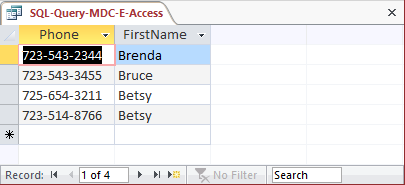 SQL-Query-MDC-E-Access
Phone FirstName
723-543-2344 Brenda
723-543-3455 Bruce
725-654-3211 Betsy
723-514-8766 Betsy
Record: 1 of 4 No Filter Search